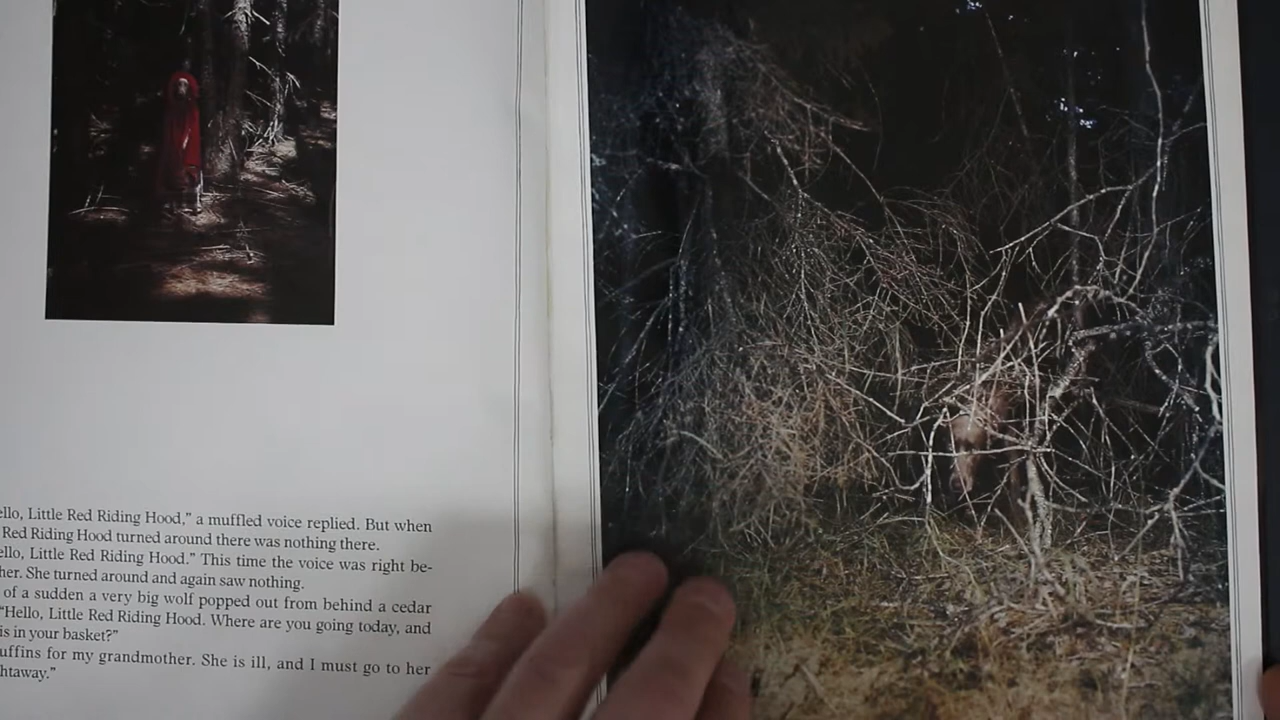 ello, Little Red Riding Hood,” a muffled voice replied. But when
Red Riding Hood turned around there was nothing there.
ello, Little Red Riding Hood.” This time the voice was right be-
her. She turned around and again saw nothing.
of a sudden a very big wolf popped out from behind a cedar
“Hello, Little Red Riding Hood. Where are you going today, and
is in your basket?”
uffins for my grandmother. She is ill, and I must go to her
htaway.”